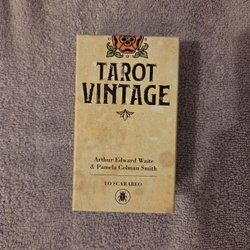 TAROT
VINTAGE
Arthur Edward Waite
& Pamela Colman Smith
LO SCARABEO